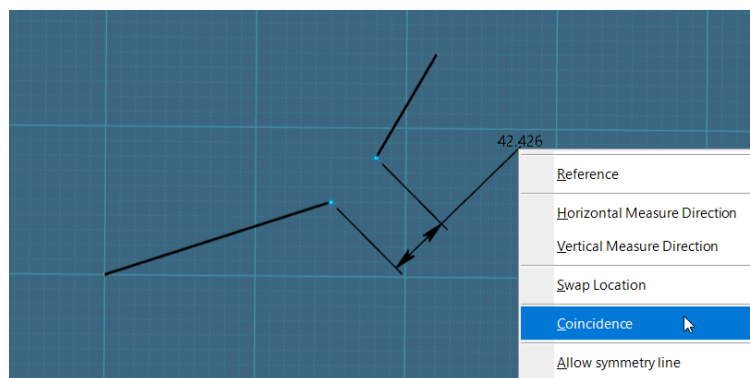 42.426
Reference
Horizontal Measure Direction
Vertical Measure Direction
Swap Location
Coincidence
Allow symmetry line